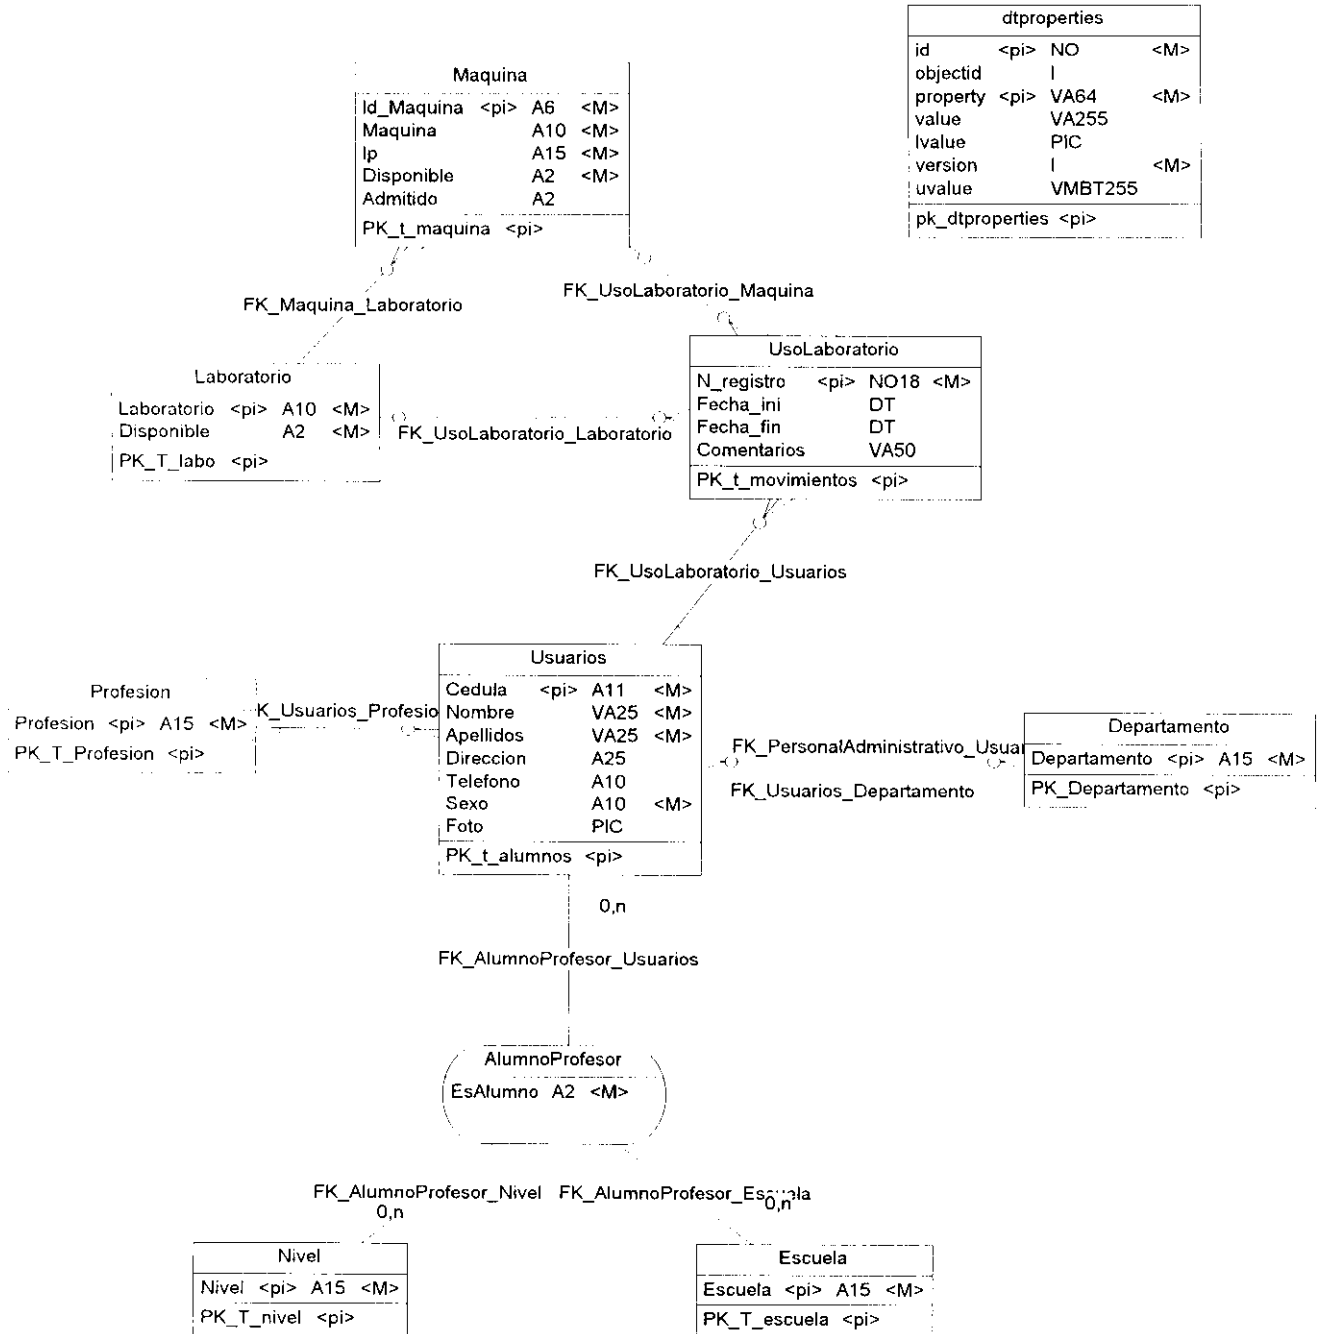 dtproperties
id <pi> NO <M>
objectid I
property <pi> VA64 <M>
value VA255
lvalue PIC
version I <M>
uvalue VMBT255
pk_dtproperties <pi>
Maquina
Id_Maquina <pi> A6 <M>
Maquina A10 <M>
Ip A15 <M>
Disponible A2 <M>
Admitido A2
PK_t_maquina <pi>
FK_Maquina_Laboratorio
FK_UsoLaboratorio_Maquina
UsoLaboratorio
N_registro <pi> NO18 <M>
Fecha_ini DT
Fecha_fin DT
Comentarios VA50
PK_t_movimientos <pi>
Laboratorio
Laboratorio <pi> A10 <M>
Disponible A2 <M>
PK_T_labo <pi>
FK_UsoLaboratorio_Laboratorio
FK_UsoLaboratorio_Usuarios
Usuarios
Cedula <pi> A11 <M>
Nombre VA25 <M>
Apellidos VA25 <M>
Direccion A25
Telefono A10
Sexo A10 <M>
Foto PIC
PK_t_alumnos <pi>
Profesion
Profesion <pi> A15 <M>
PK_T_Profesion <pi>
K_Usuarios_Profesio
FK_PersonalAdministrativo_Usuar
FK_Usuarios_Departamento
Departamento
Departamento <pi> A15 <M>
PK_Departamento <pi>
0,n
FK_AlumnoProfesor_Usuarios
AlumnoProfesor
EsAlumno A2 <M>
FK_AlumnoProfesor_Nivel
FK_AlumnoProfesor_Escuela
0,n
0,n
Nivel
Nivel <pi> A15 <M>
PK_T_nivel <pi>
Escuela
Escuela <pi> A15 <M>
PK_T_escuela <pi>